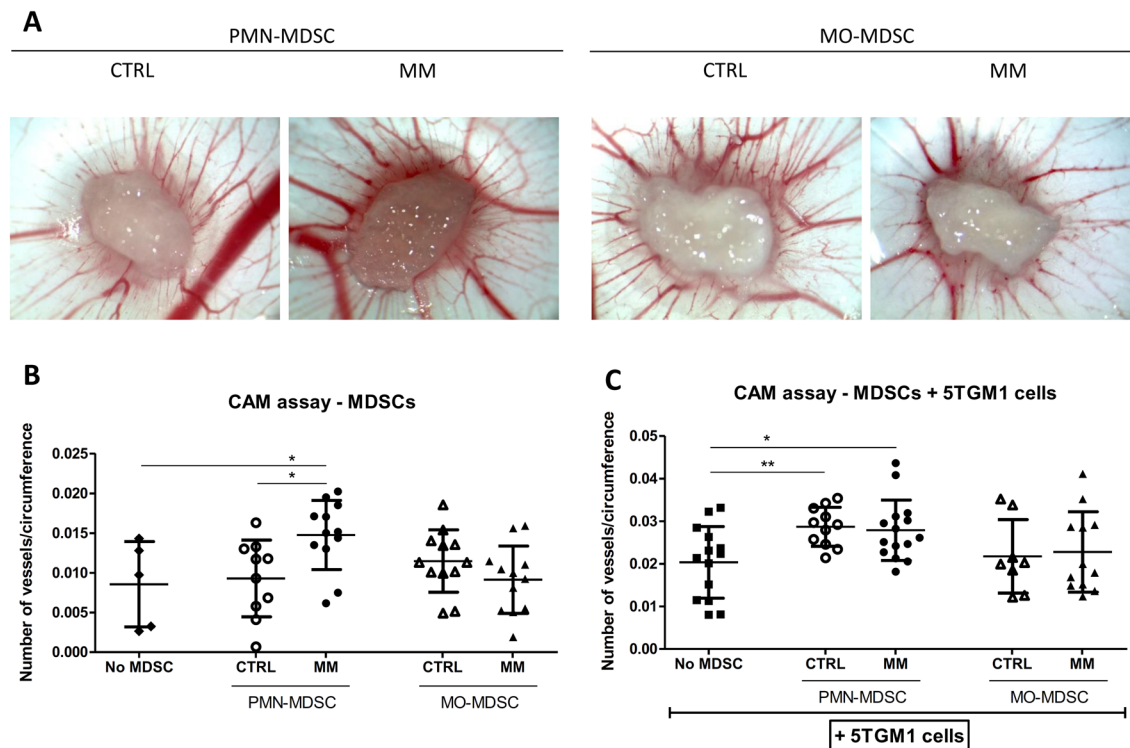 A
PMN-MDSC
MO-MDSC
CTRL
MM
CTRL
MM
B
CAM assay - MDSCs
Number of vessels/circumference
0.025
0.020
0.015
0.010
0.005
0.000
*
*
No MDSC
CTRL
MM
CTRL
MM
PMN-MDSC
MO-MDSC
C
CAM assay - MDSCs + 5TGM1 cells
Number of vessels/circumference
0.05
0.04
0.03
0.02
0.01
0.00
*
**
No MDSC
CTRL
MM
CTRL
MM
PMN-MDSC
MO-MDSC
+ 5TGM1 cells